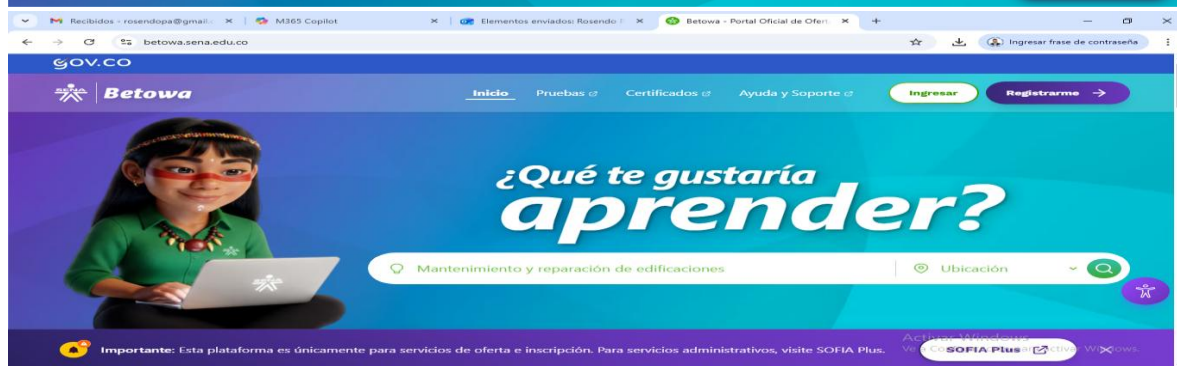 Recibidos - rosendopa@gmail.c
M365 Copilot
Elementos enviados: Rosendo
Betowa - Portal Oficial de Ofert
betowa.sena.edu.co
Ingresar frase de contraseña
GOV.CO
SENA
Betowa
Inicio
Pruebas
Certificados
Ayuda y Soporte
Ingresar
Registrarme
¿Qué te gustaría
aprender?
Mantenimiento y reparación de edificaciones
Ubicación
Activar Windows
Importante: Esta plataforma es únicamente para servicios de oferta e inscripción. Para servicios administrativos, visite SOFIA Plus.
SOFIA Plus